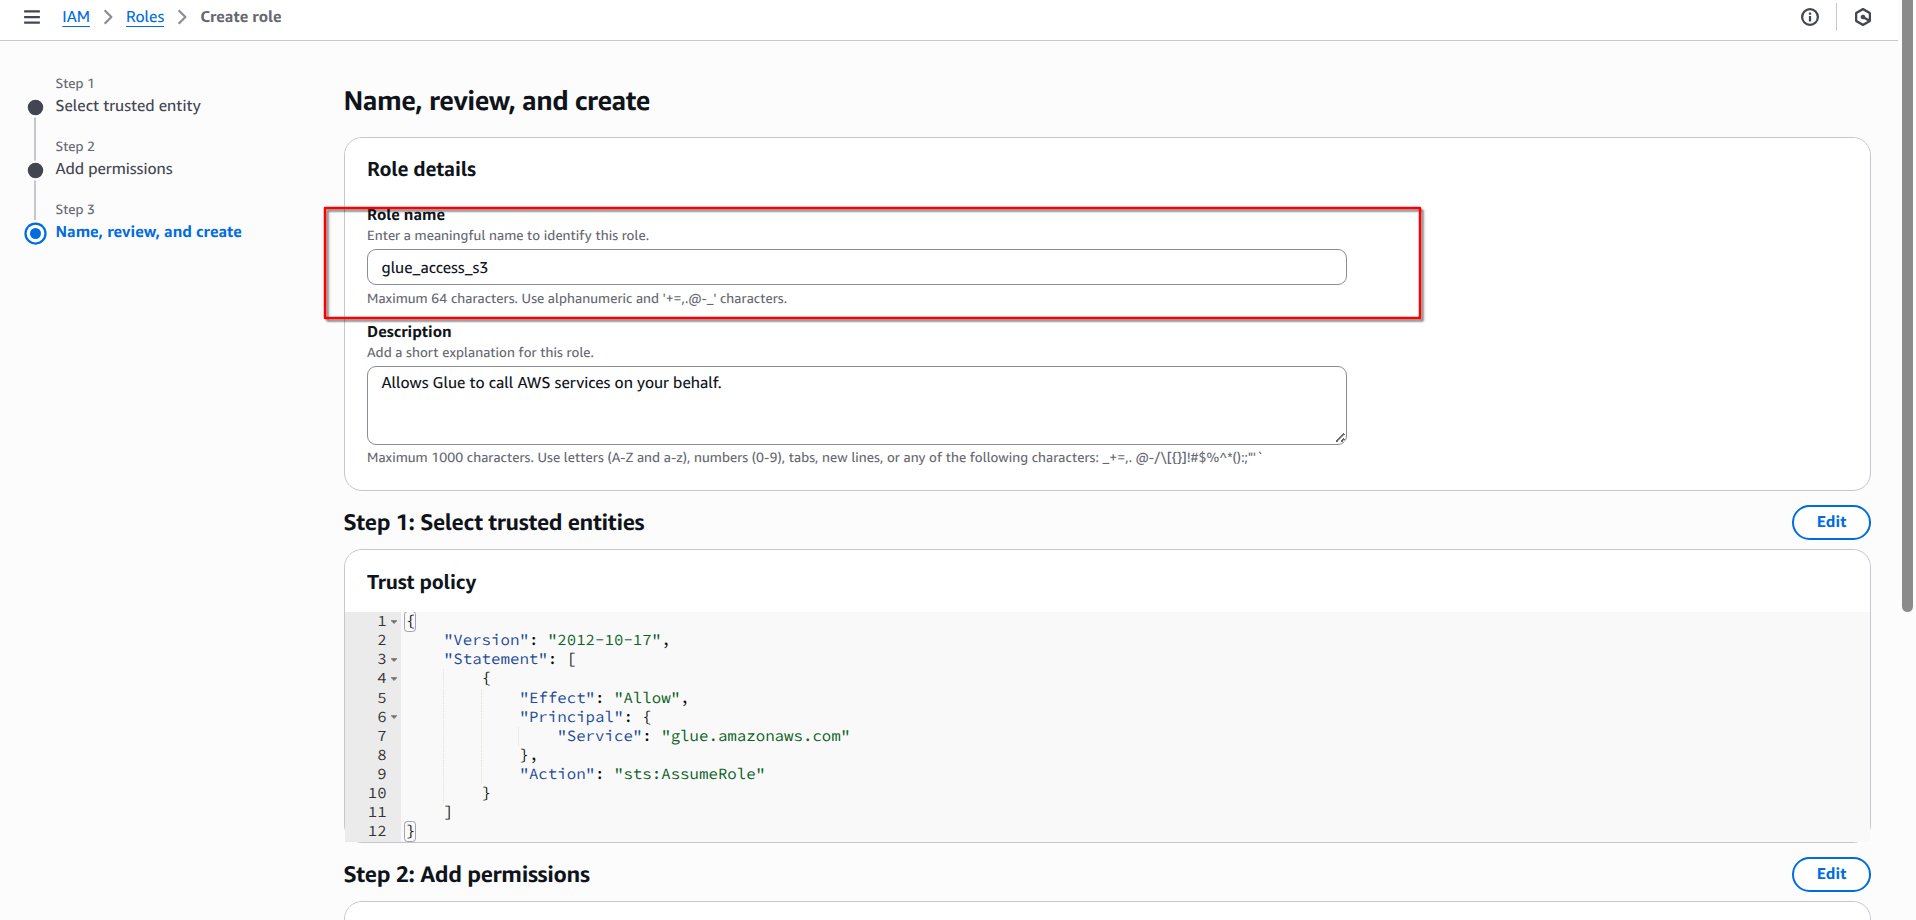 IAM > Roles > Create role
Step 1
Select trusted entity
Step 2
Add permissions
Step 3
Name, review, and create
Name, review, and create
Role details
Role name
Enter a meaningful name to identify this role.
glue_access_s3
Maximum 64 characters. Use alphanumeric and '+=,.@-_' characters.
Description
Add a short explanation for this role.
Allows Glue to call AWS services on your behalf.
Maximum 1000 characters. Use letters (A-Z and a-z), numbers (0-9), tabs, new lines, or any of the following characters: _+=,. @-/\[{}]!#$%^*();:;"'`
Step 1: Select trusted entities
Edit
Trust policy
1 {
2     "Version": "2012-10-17",
3     "Statement": [
4         {
5             "Effect": "Allow",
6             "Principal": {
7                 "Service": "glue.amazonaws.com"
8             },
9             "Action": "sts:AssumeRole"
10         }
11     ]
12 }
Step 2: Add permissions
Edit